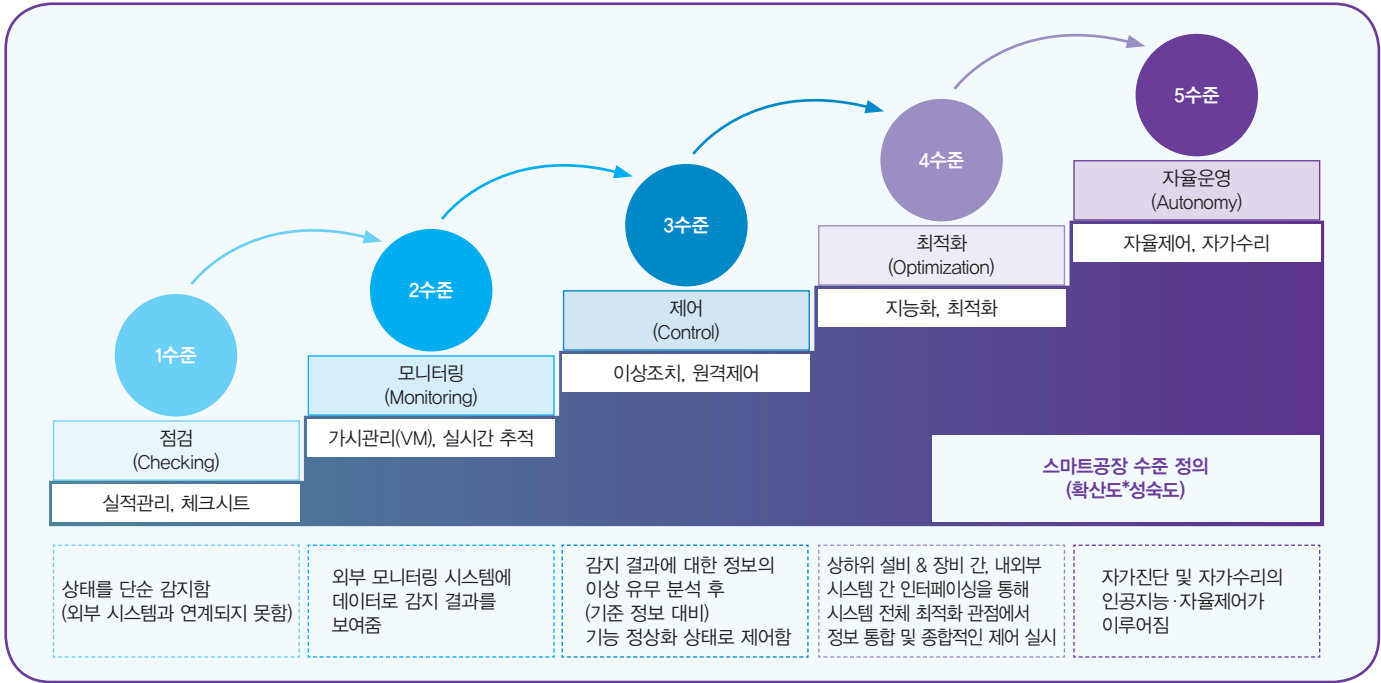 1수준
점검
(Checking)
실적관리, 체크시트
상태를 단순 감지함
(외부 시스템과 연계되지 못함)
2수준
모니터링
(Monitoring)
가시관리(VM), 실시간 추적
외부 모니터링 시스템에
데이터로 감지 결과를
보여줌
3수준
제어
(Control)
이상조치, 원격제어
감지 결과에 대한 정보의
이상 유무 분석 후
(기준 정보 대비)
기능 정상화 상태로 제어함
4수준
최적화
(Optimization)
지능화, 최적화
상하위 설비 & 장비 간, 내외부
시스템 간 인터페이싱을 통해
시스템 전체 최적화 관점에서
정보 통합 및 종합적인 제어 실시
5수준
자율운영
(Autonomy)
자율제어, 자가수리
자가진단 및 자가수리의
인공지능·자율제어가
이루어짐
스마트공장 수준 정의
(확산도*성숙도)